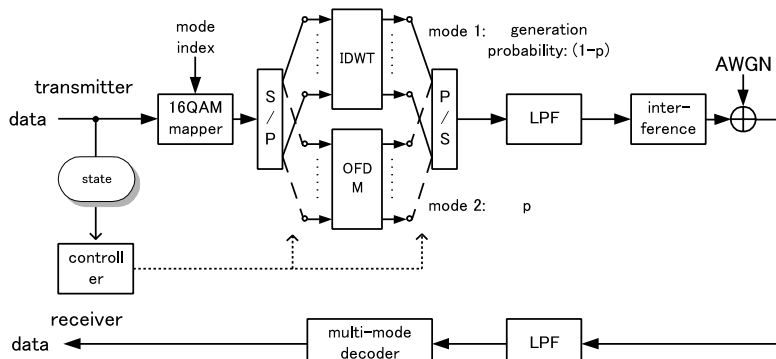 mode
index
mode 1: generation
probability: (1-p)
transmitter
data
16QAM
mapper
S
/
P
IDWT
P
/
S
LPF
inter-
ference
AWGN
state
OFD
M
mode 2: p
controll
er
receiver
data
multi-mode
decoder
LPF